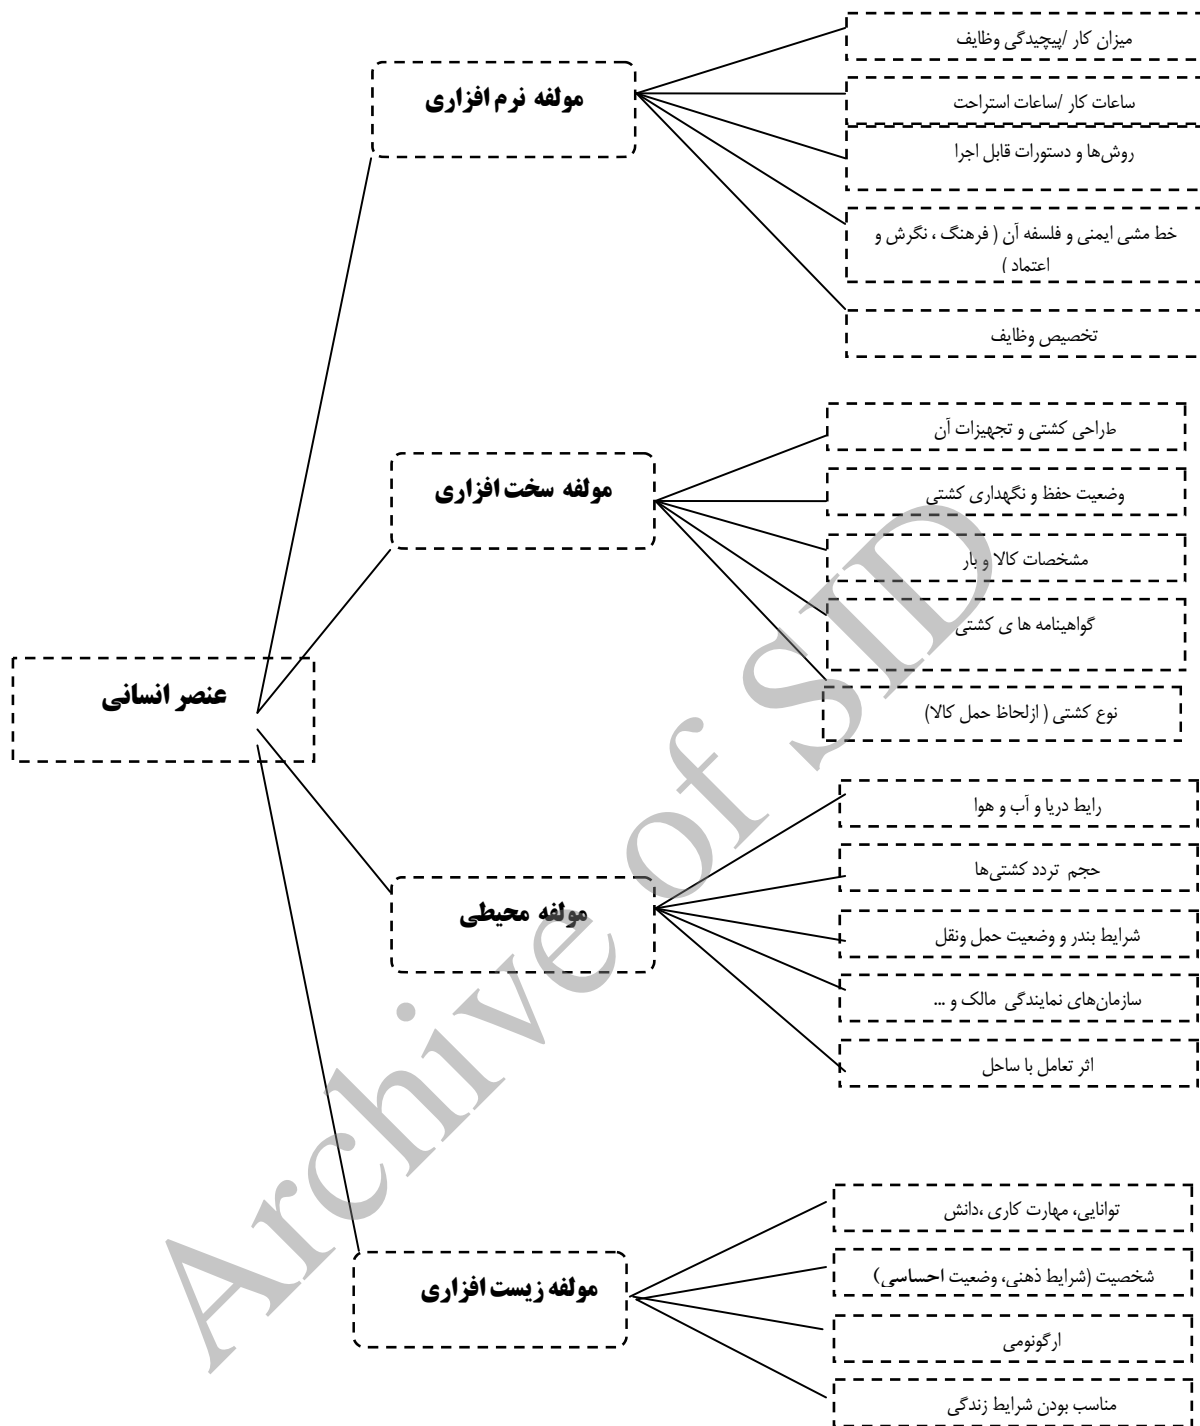 میزان کار /پیچیدگی وظایف
مولفه نرم افزاری
ساعات کار /ساعات استراحت
روش‌ها و دستورات قابل اجرا
خط مشی ایمنی و فلسفه آن ( فرهنگ ، نگرش و
اعتماد )
تخصیص وظایف
طراحی کشتی و تجهیزات آن
مولفه سخت افزاری
وضعیت حفظ و نگهداری کشتی
مشخصات کالا و بار
گواهینامه ها ی کشتی
نوع کشتی ( ازلحاظ حمل کالا)
عنصر انسانی
رایط دریا و آب و هوا
حجم تردد کشتی‌ها
مولفه محیطی
شرایط بندر و وضعیت حمل ونقل
سازمان‌های نمایندگی مالک و ...
اثر تعامل با ساحل
توانایی، مهارت کاری ،دانش
مولفه زیست افزاری
شخصیت (شرایط ذهنی، وضعیت احساسی)
ارگونومی
مناسب بودن شرایط زندگی
Archive of SID